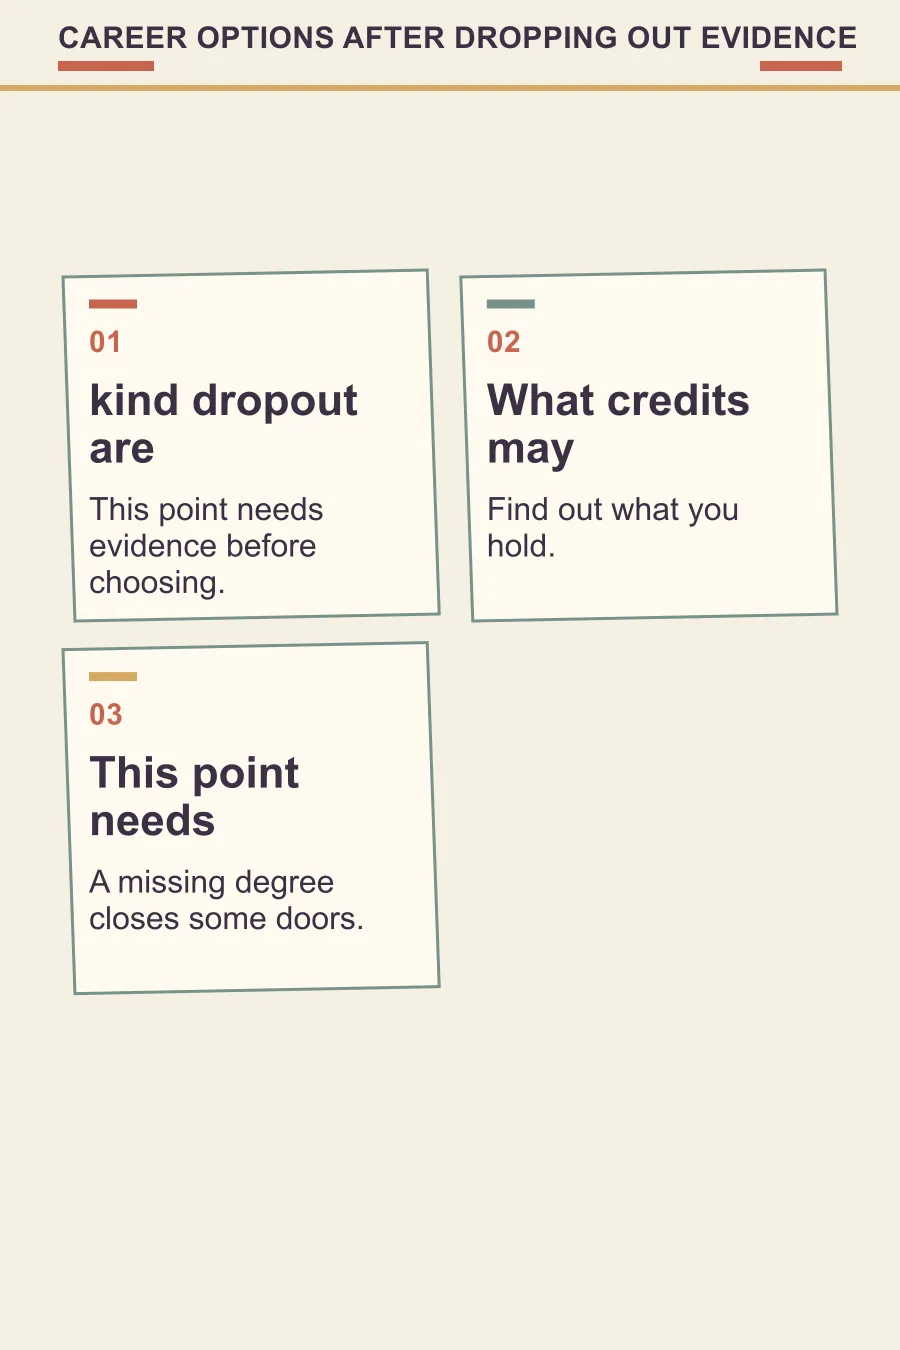 CAREER OPTIONS AFTER DROPPING OUT EVIDENCE
01
kind dropout
are
This point needs
evidence before
choosing.
02
What credits
may
Find out what you
hold.
03
This point
needs
A missing degree
closes some doors.